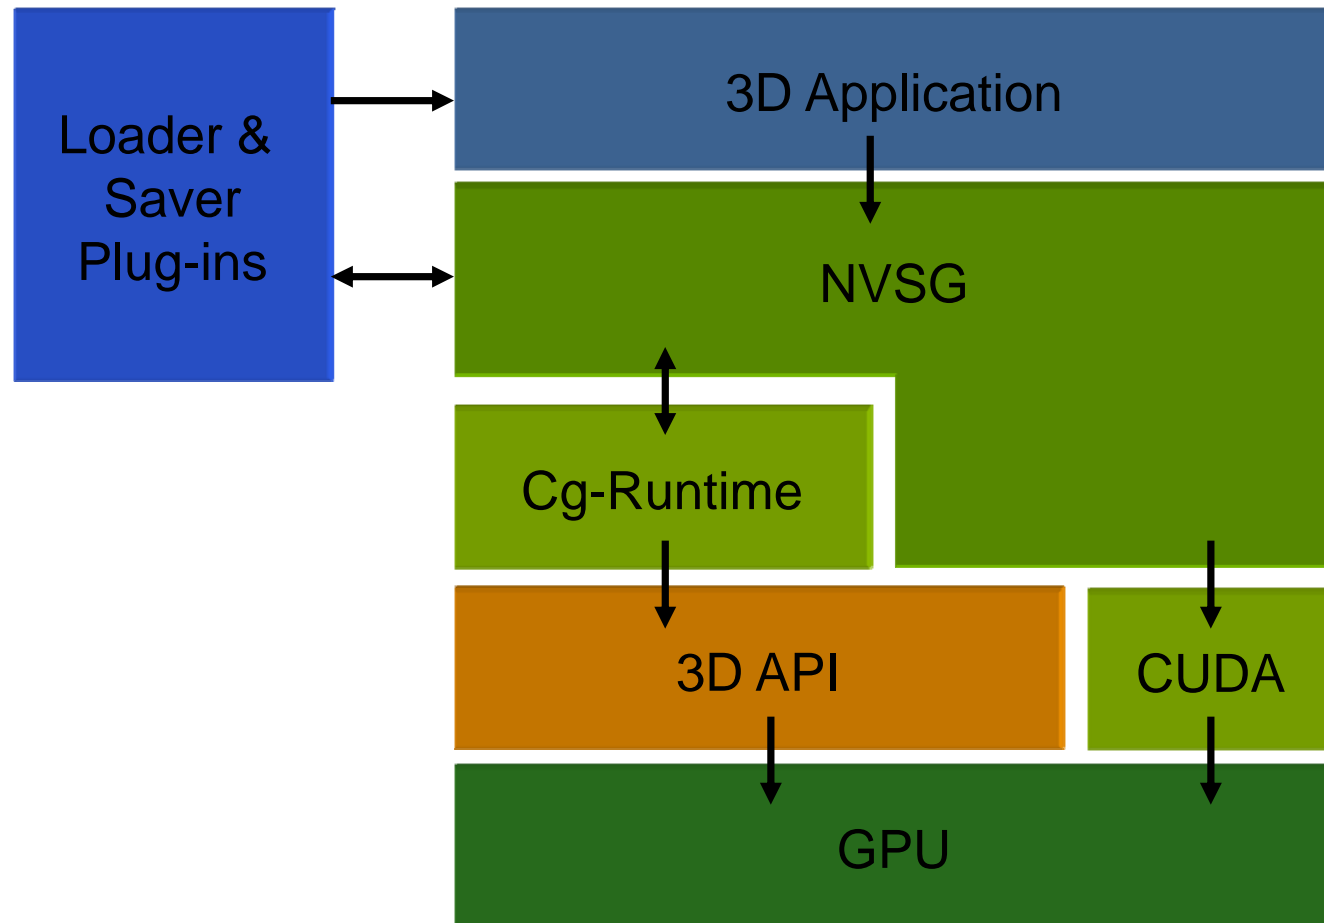 Loader &
Saver
Plug-ins
3D Application
NVSG
Cg-Runtime
3D API
CUDA
GPU